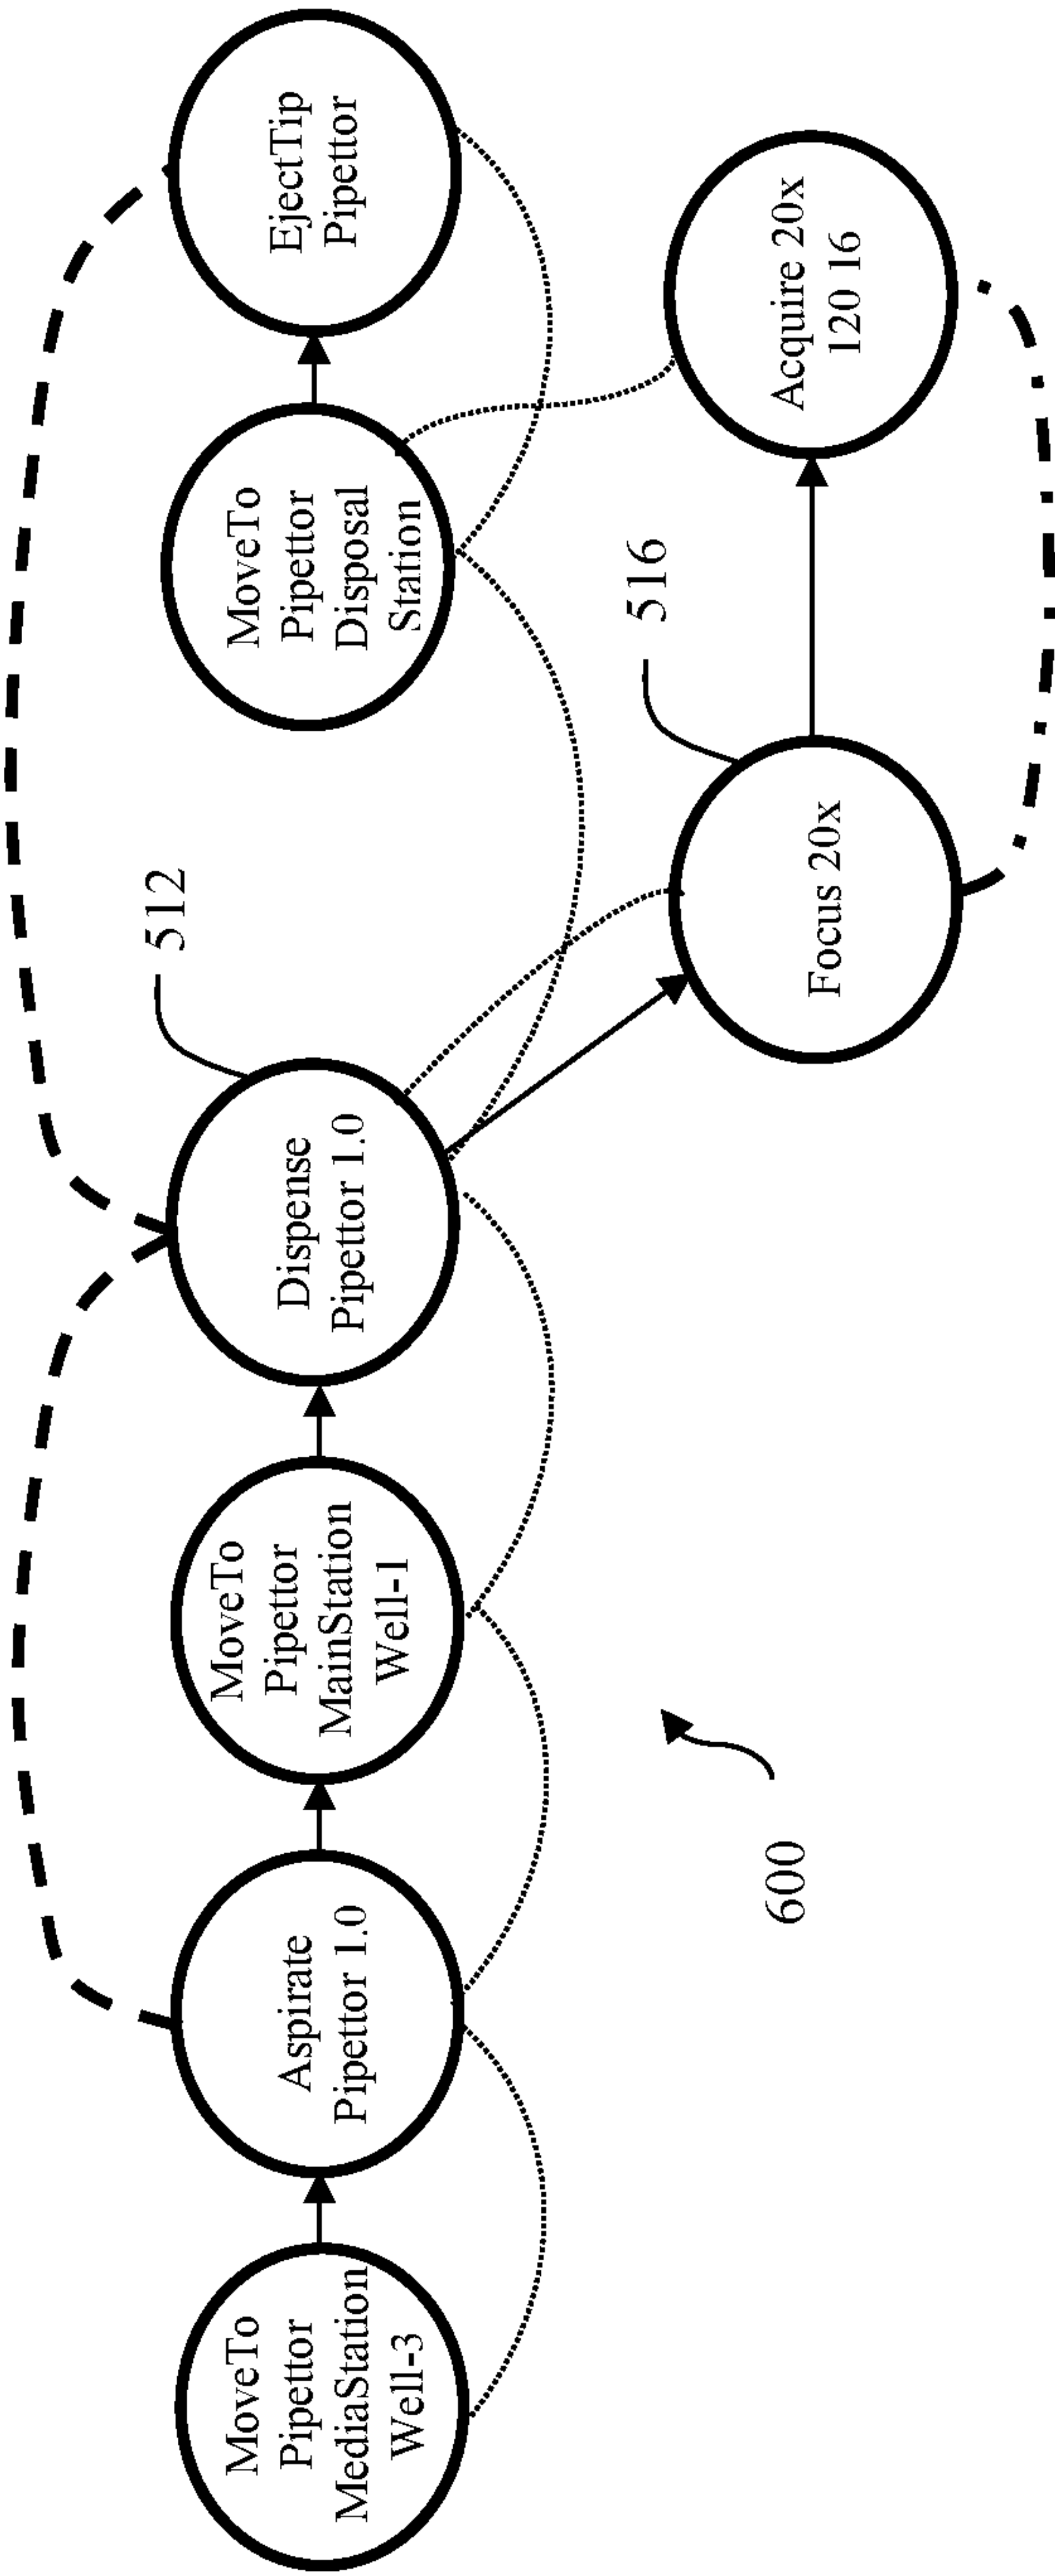 MoveTo
Pipettor
MediaStation
Well-3
Aspirate
Pipettor 1.0
MoveTo
Pipettor
MainStation
Well-1
Dispense
Pipettor 1.0
512
MoveTo
Pipettor
Disposal
Station
EjectTip
Pipettor
Focus 20x
516
Acquire 20x
120 16
600